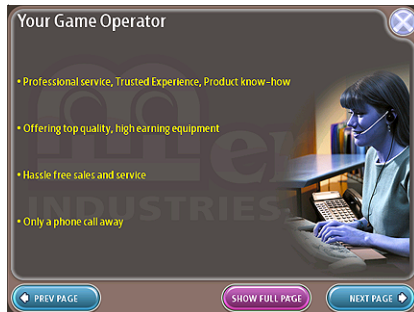 Your Game Operator
• Professional service, Trusted Experience, Product know-how
• Offering top quality, high earning equipment
• Hassle free sales and service
• Only a phone call away
INDUSTRIES
PREV PAGE
SHOW FULL PAGE
NEXT PAGE